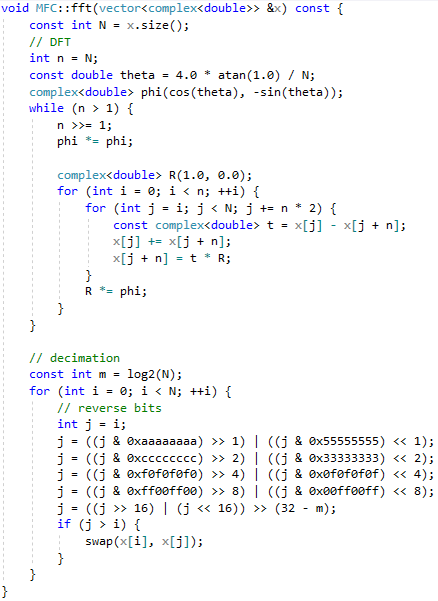 void MFC::fft(vector<complex<double>> &x) const {
    const int N = x.size();
    // DFT
    int n = N;
    const double theta = 4.0 * atan(1.0) / N;
    complex<double> phi(cos(theta), -sin(theta));
    while (n > 1) {
        n >>= 1;
        phi *= phi;

        complex<double> R(1.0, 0.0);
        for (int i = 0; i < n; ++i) {
            for (int j = i; j < N; j += n * 2) {
                const complex<double> t = x[j] - x[j + n];
                x[j] += x[j + n];
                x[j + n] = t * R;
            }
            R *= phi;
        }
    }

    // decimation
    const int m = log2(N);
    for (int i = 0; i < N; ++i) {
        // reverse bits
        int j = i;
        j = ((j & 0xaaaaaaaa) >> 1) | ((j & 0x55555555) << 1);
        j = ((j & 0xcccccccc) >> 2) | ((j & 0x33333333) << 2);
        j = ((j & 0xf0f0f0f0) >> 4) | ((j & 0x0f0f0f0f) << 4);
        j = ((j & 0xff00ff00) >> 8) | ((j & 0x00ff00ff) << 8);
        j = ((j >> 16) | (j << 16)) >> (32 - m);
        if (j > i) {
            swap(x[i], x[j]);
        }
    }
}